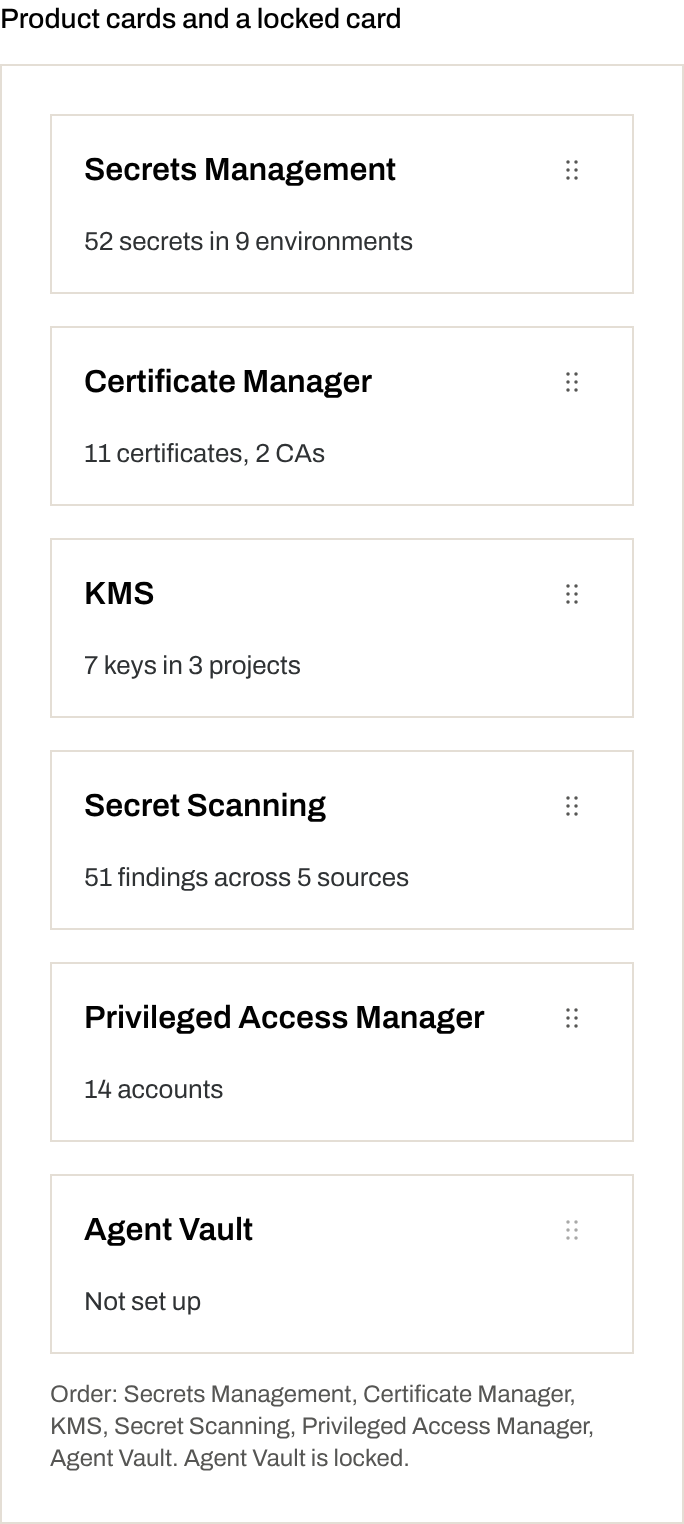 Product cards and a locked card
Secrets Management
52 secrets in 9 environments
Certificate Manager
11 certificates, 2 CAs
KMS
7 keys in 3 projects
Secret Scanning
51 findings across 5 sources
Privileged Access Manager
14 accounts
Agent Vault
Not set up
Order: Secrets Management, Certificate Manager,
KMS, Secret Scanning, Privileged Access Manager,
Agent Vault. Agent Vault is locked.